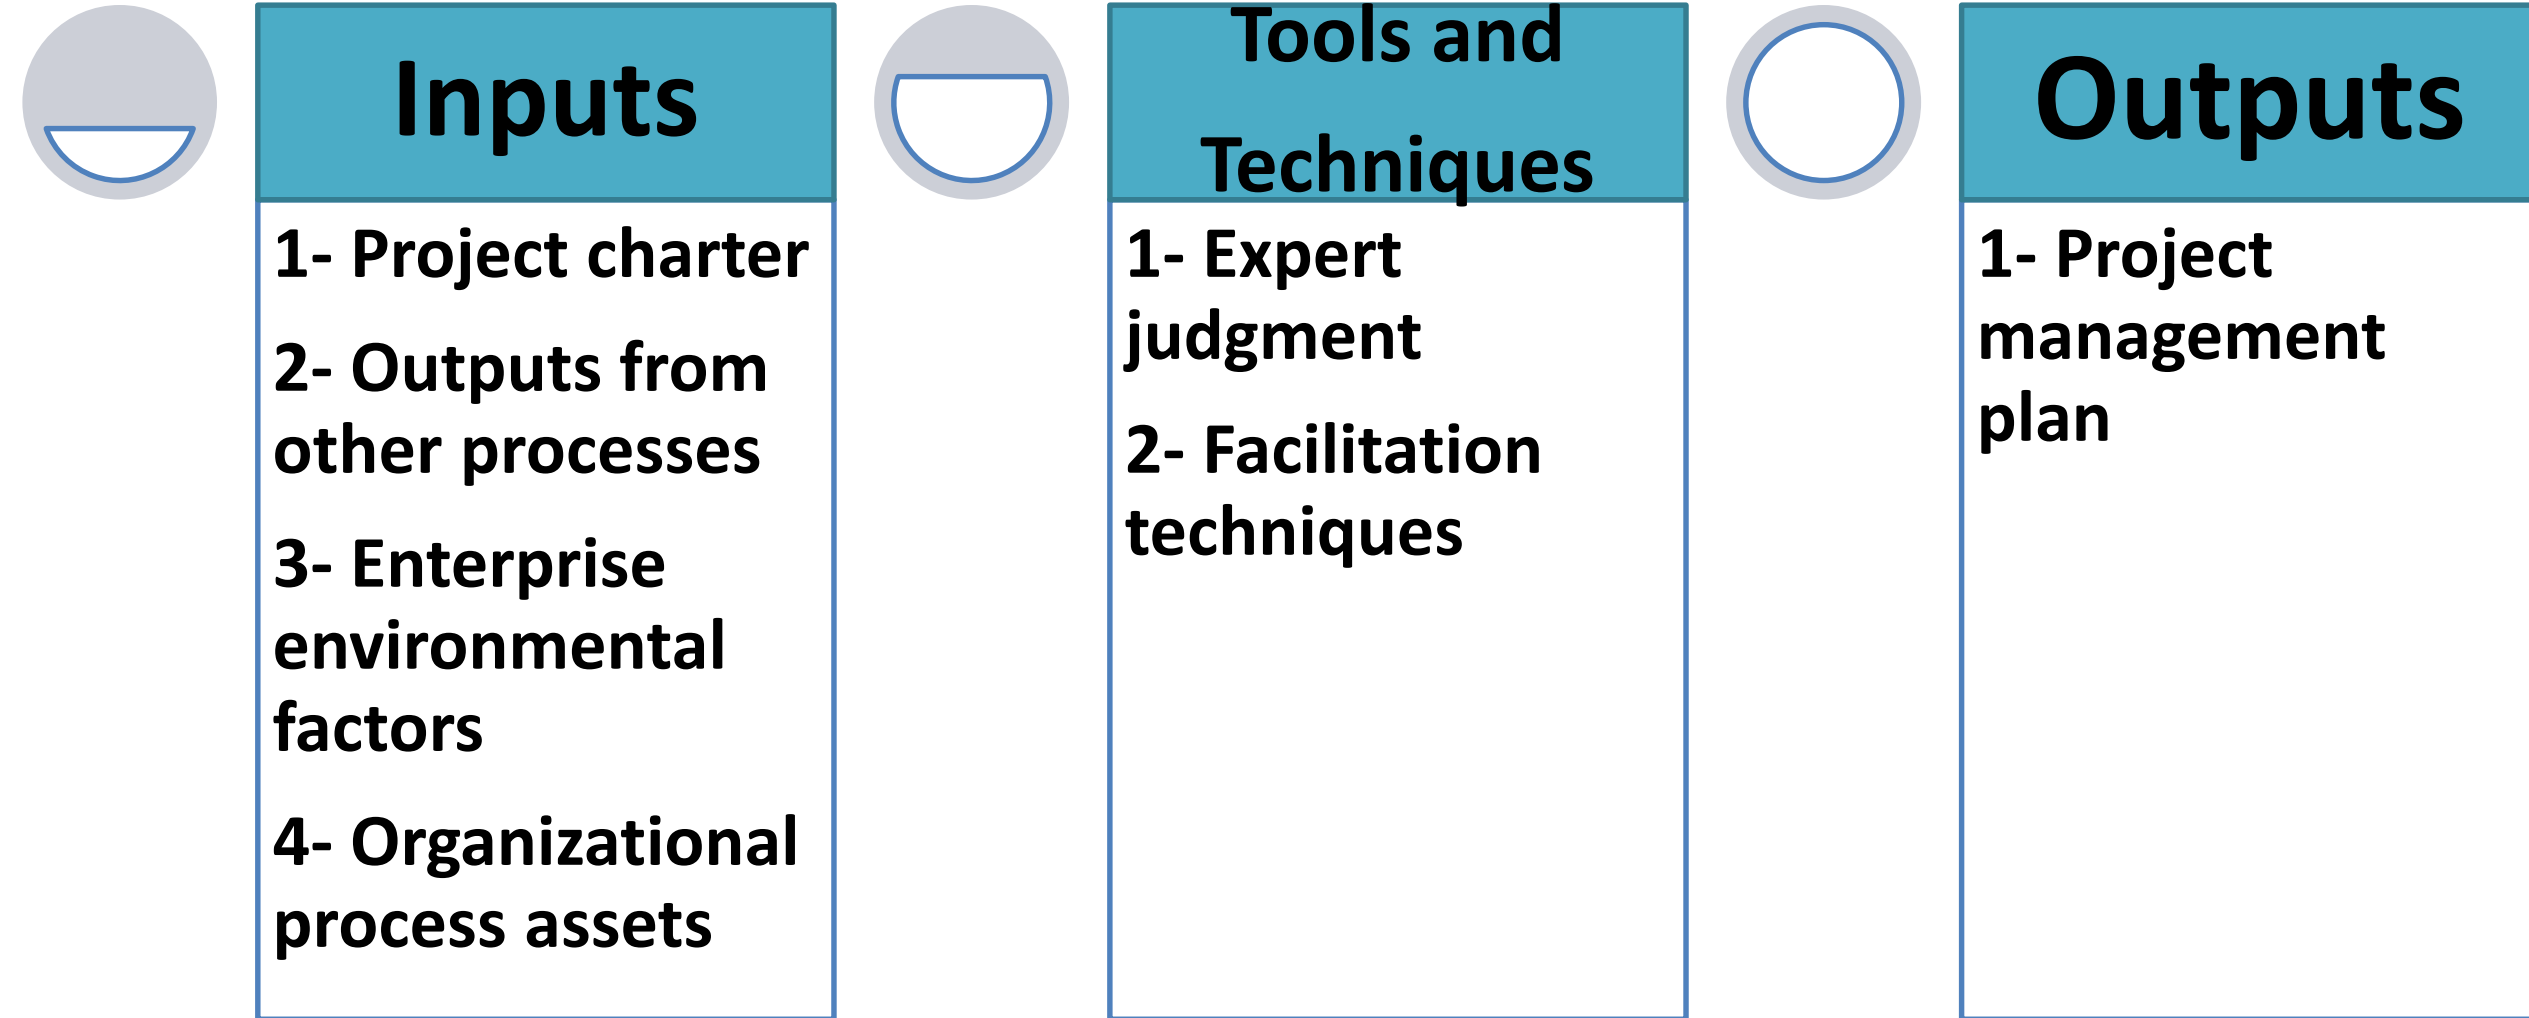 Inputs
1- Project charter
2- Outputs from
other processes
3- Enterprise
environmental
factors
4- Organizational
process assets
Tools and
Techniques
1- Expert
judgment
2- Facilitation
techniques
Outputs
1- Project
management
plan